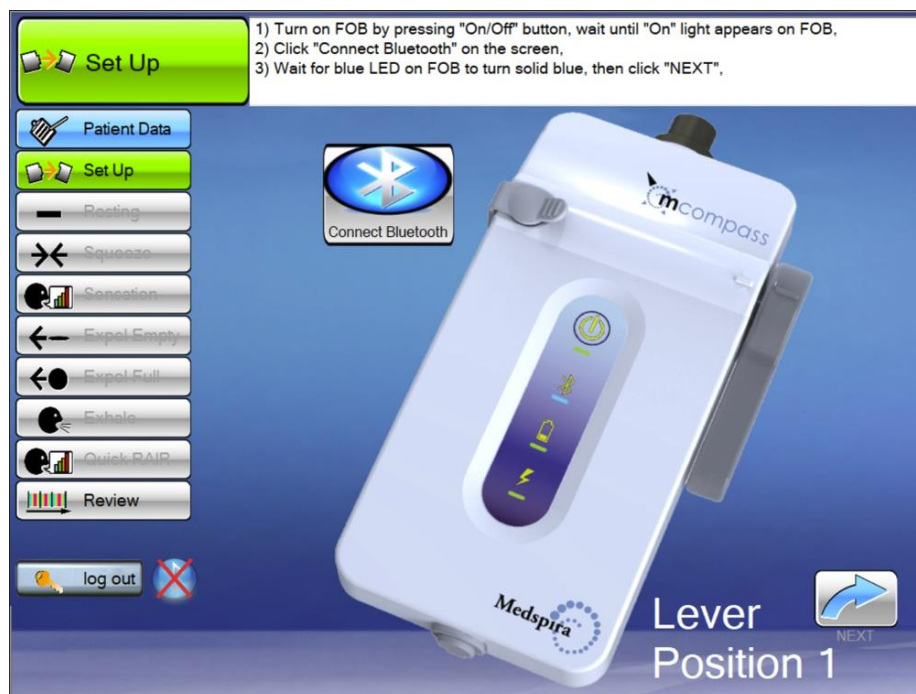 Set Up
1) Turn on FOB by pressing "On/Off" button, wait until "On" light appears on FOB,
2) Click "Connect Bluetooth" on the screen,
3) Wait for blue LED on FOB to turn solid blue, then click "NEXT",
Patient Data
Set Up
Resting
Squeeze
Sensation
Expel Empty
Expel Full
Exhale
Quick RAIR
Review
log out
Connect Bluetooth
mcompass
Medspira
Lever
Position 1
NEXT